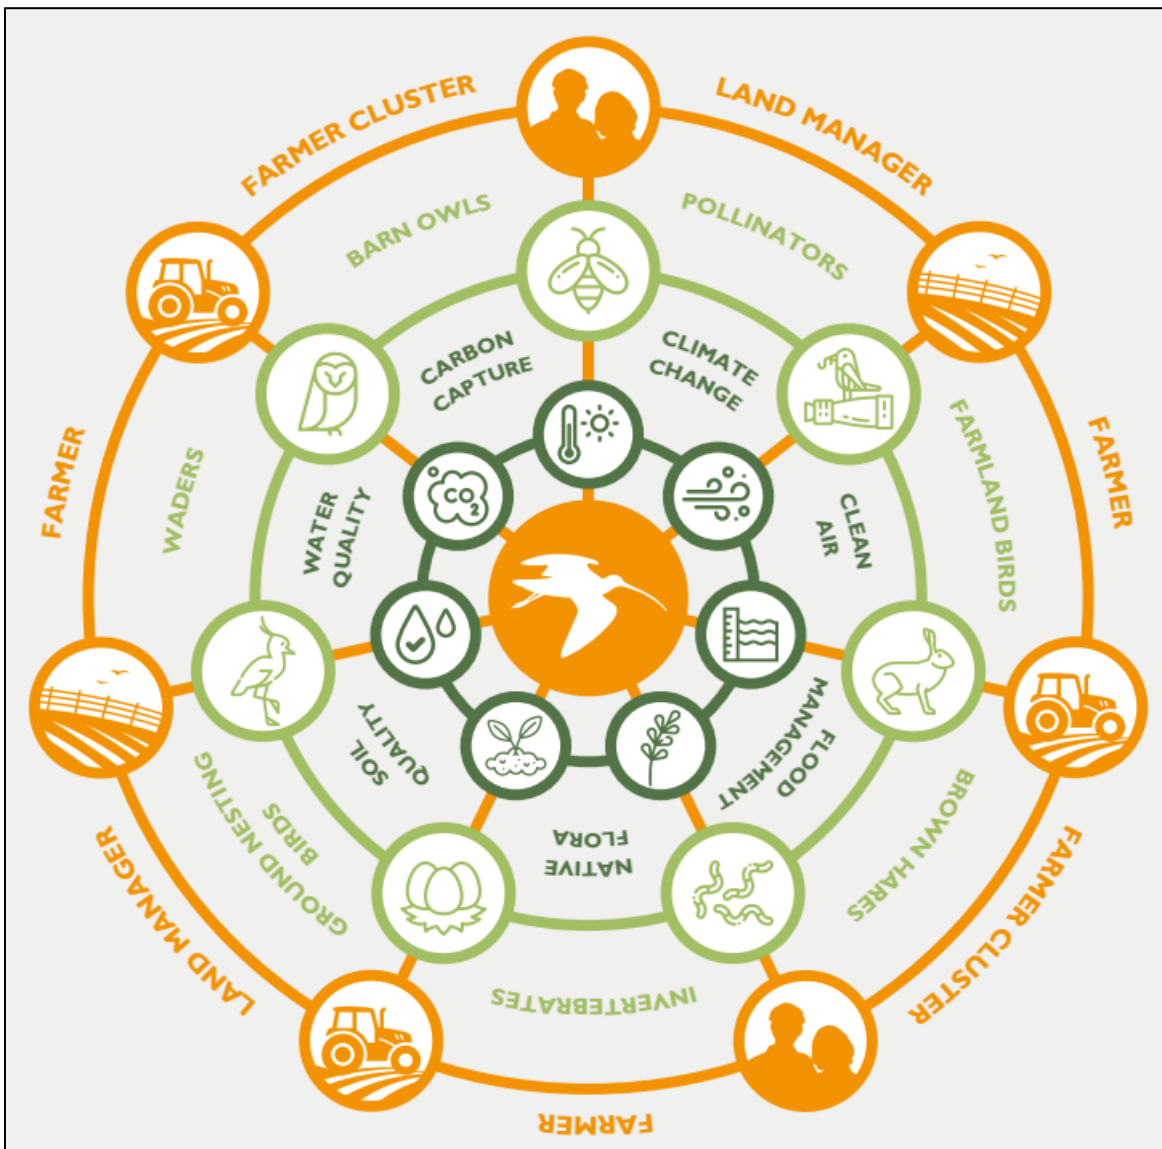 FARMER CLUSTER
LAND MANAGER
FARMER
FARMER CLUSTER
FARMER
LAND MANAGER
FARMER
BARN OWLS
POLLINATORS
FARMLAND BIRDS
BROWN HARES
INVERTEBRATES
GROUND NESTING
BIRDS
WADERS
CARBON
CAPTURE
CLIMATE
CHANGE
CLEAN
AIR
FLOOD
MANAGEMENT
NATIVE
FLORA
SOIL
QUALITY
WATER
QUALITY
CO2